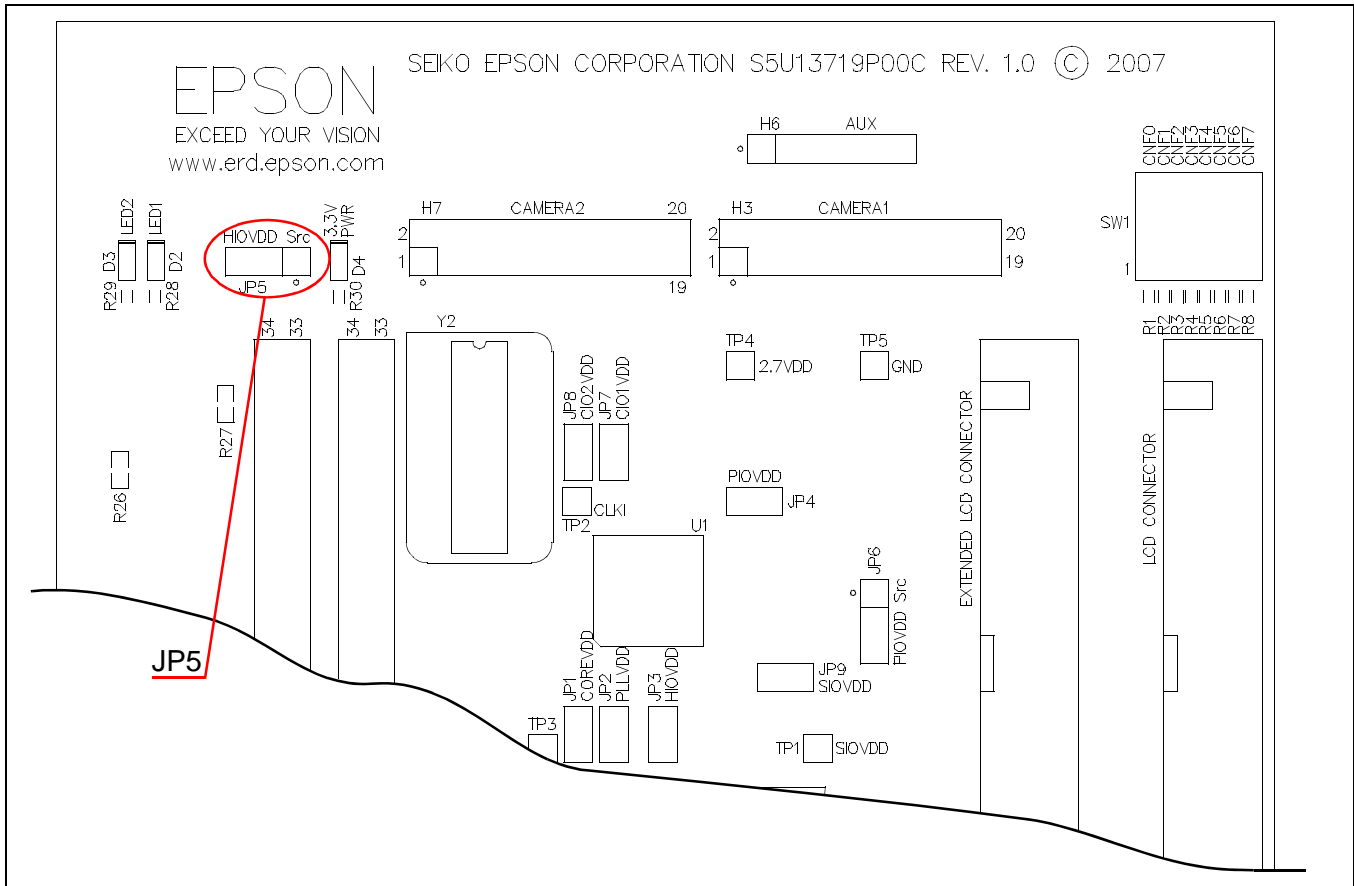 EPSON
EXCEED YOUR VISION
www.erd.epson.com
SEIKO EPSON CORPORATION S5U13719P00C REV. 1.0 © 2007
H6 AUX
CNF0
CNF1
CNF2
CNF3
CNF4
CNF5
CNF6
CNF7
SW1
1
R1
R2
R3
R4
R5
R6
R7
R8
LED2
LED1
D3
D2
R29
R28
HIOVDD Src
JP5
3.3V
PWR
D4
R30
H7 CAMERA2 20
2
1
19
H3 CAMERA1
2
1
20
19
34
33
34
33
Y2
R27
R26
JP8
CIO2VDD
JP7
CIO1VDD
TP4
2.7VDD
TP5
GND
TP2
CLKI
PIOVDD
JP4
U1
JP6
Src
PIOVDD
EXTENDED LCD CONNECTOR
LCD CONNECTOR
JP5
JP1
COREVDD
JP2
PLLVDD
JP3
HIOVDD
JP9
SIOVDD
TP3
TP1
SIOVDD